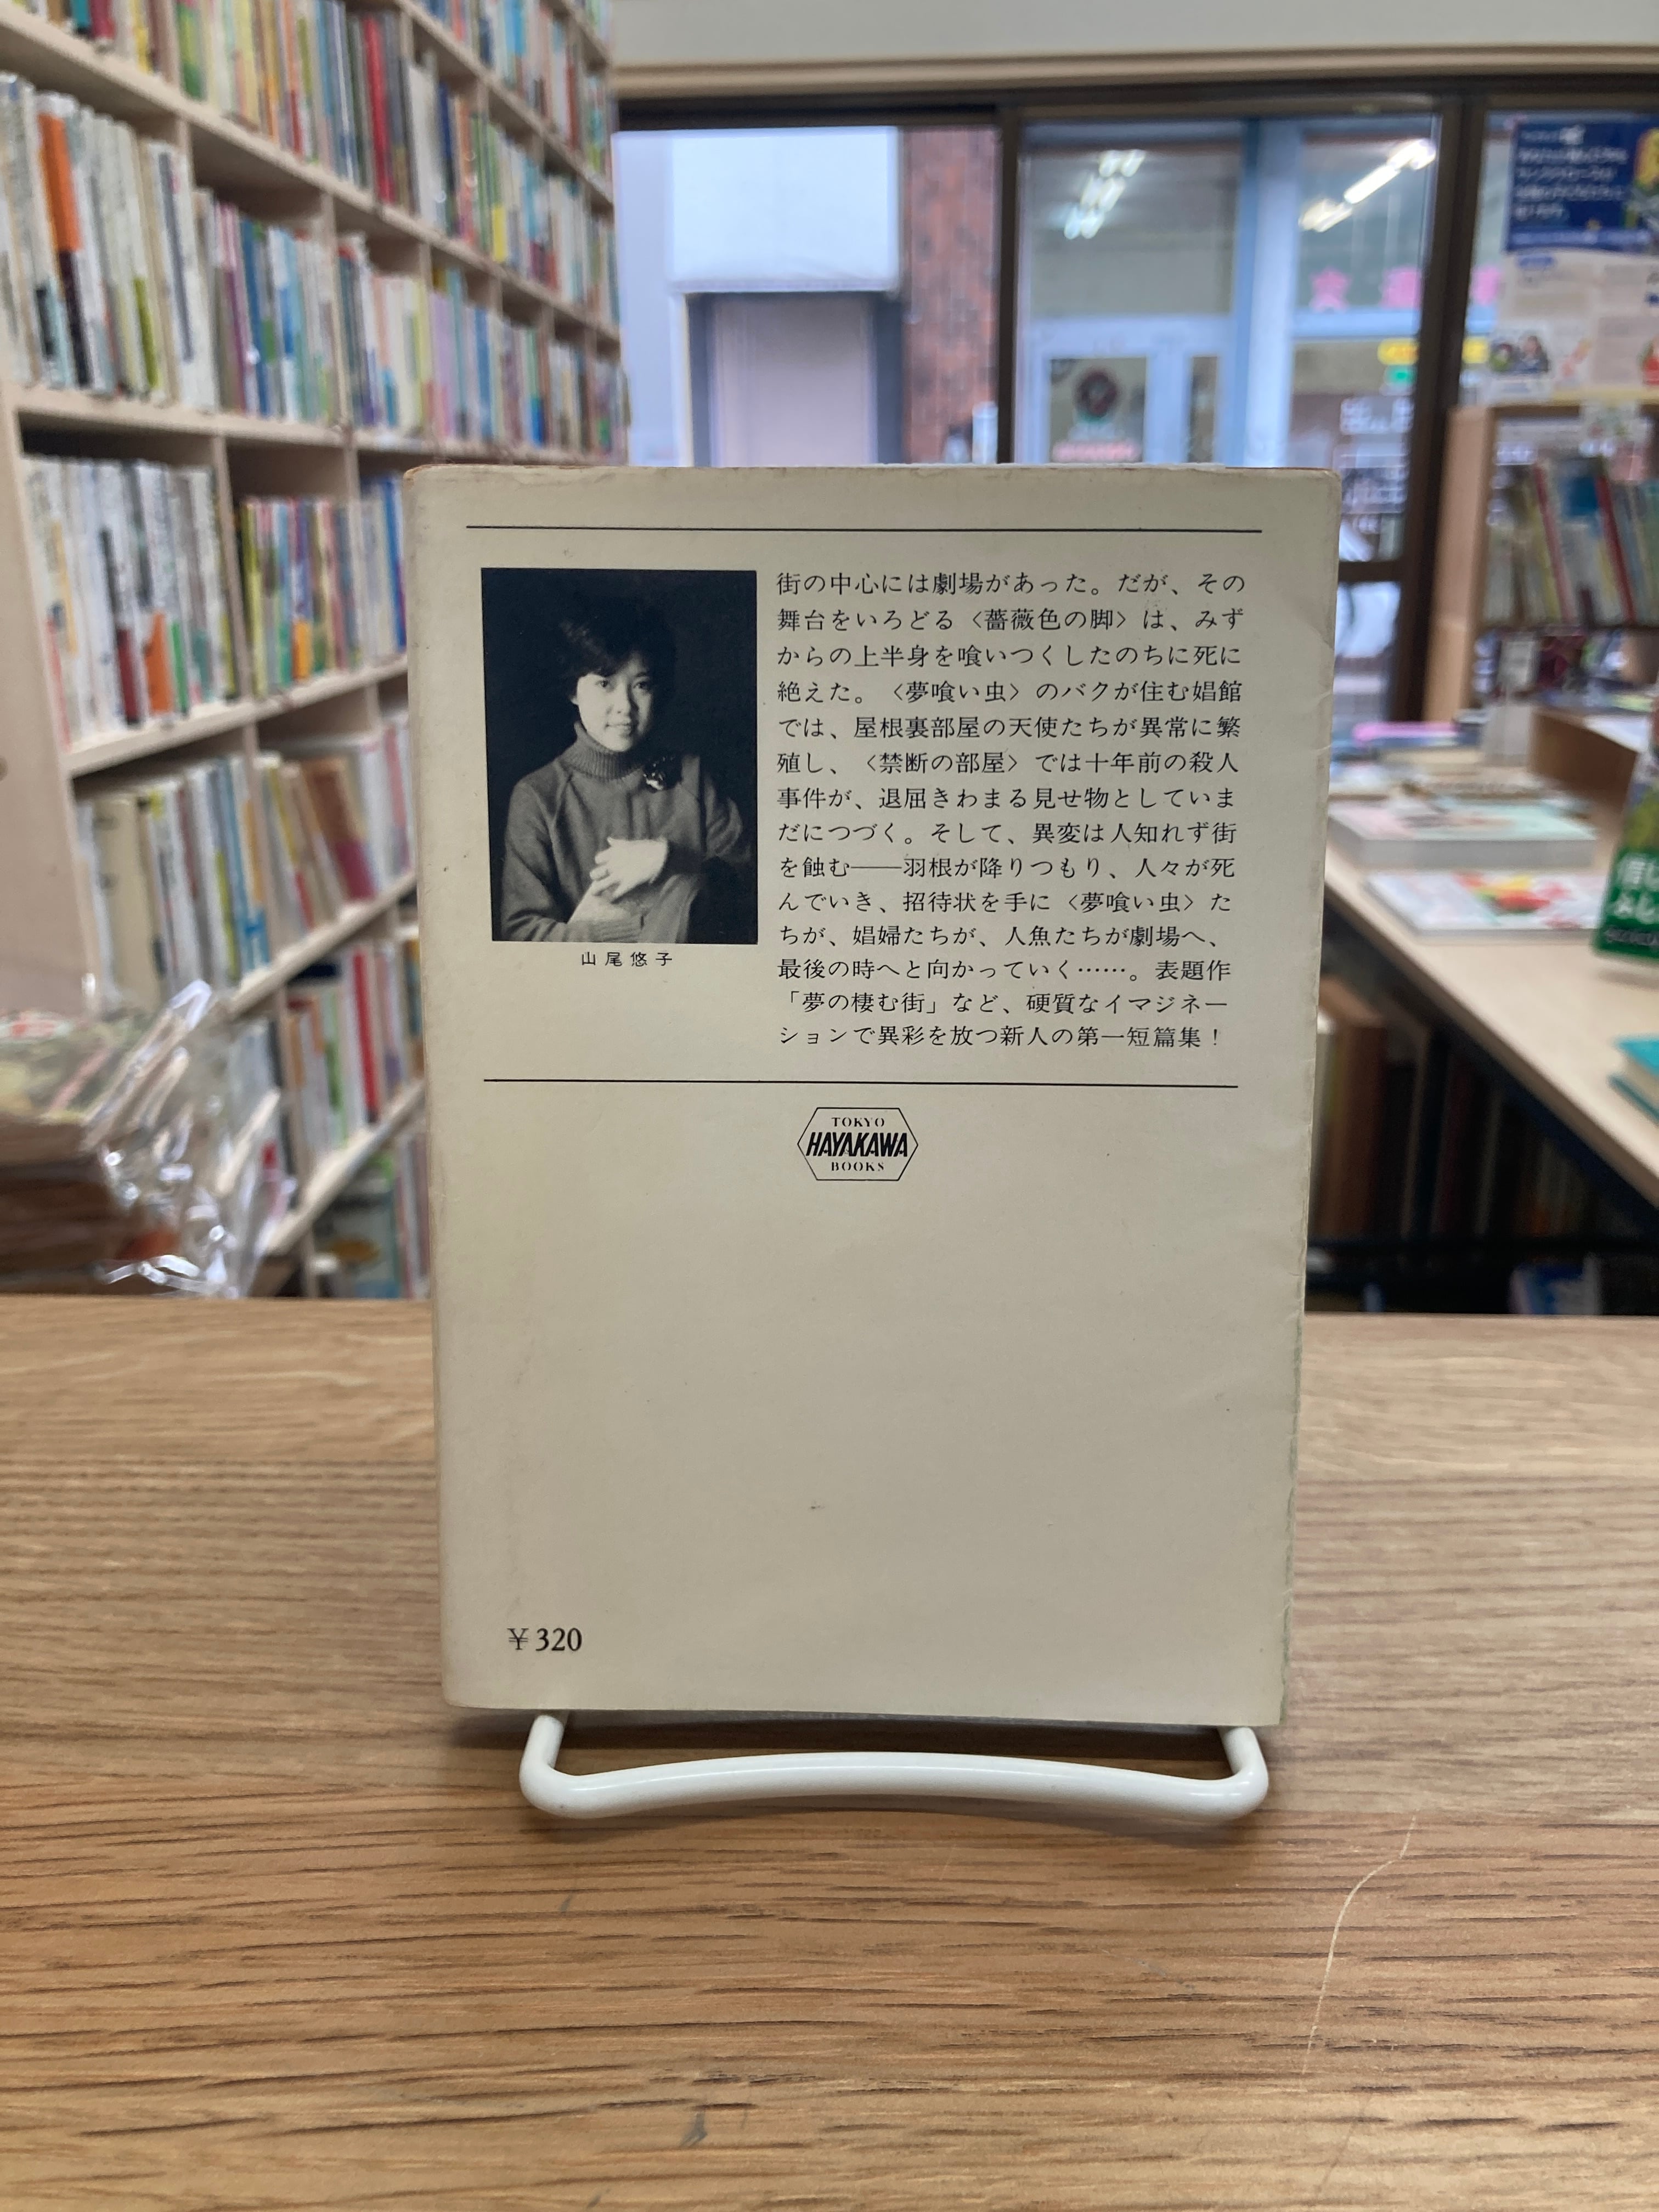 街の中心には劇場があった。だが、その
舞台をいろどる〈薔薇色の脚〉は、みず
からの上半身を喰いつくしたのちに死に
絶えた。〈夢喰い虫〉のバクが住む娼館
では、屋根裏部屋の天使たちが異常に繁
殖し、〈禁断の部屋〉では十年前の殺人
事件が、退屈きわまる見せ物としていま
だにつづく。そして、異変は人知れず街
を蝕む――羽根が降りつもり、人々が死
んでいき、招待状を手に〈夢喰い虫〉た
ちが、娼婦たちが、人魚たちが劇場へ、
最後の時へと向かっていく……。表題作
「夢の棲む街」など、硬質なイマジネー
ションで異彩を放つ新人の第一短篇集！
山尾悠子
TOKYO
HAYAKAWA
BOOKS
¥320